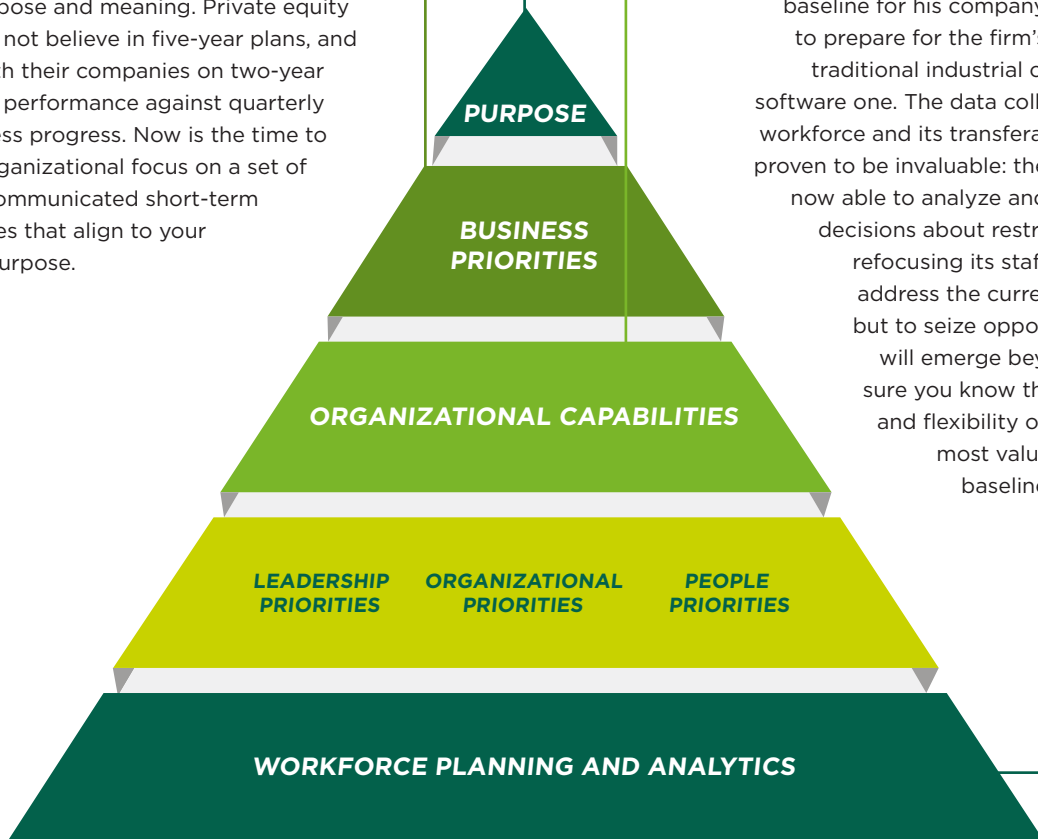 pose and meaning. Private equity
not believe in five-year plans, and
th their companies on two-year
performance against quarterly
ess progress. Now is the time to
ganizational focus on a set of
ommunicated short-term
es that align to your
urpose.
PURPOSE
BUSINESS
PRIORITIES
ORGANIZATIONAL CAPABILITIES
LEADERSHIP
PRIORITIES
ORGANIZATIONAL
PRIORITIES
PEOPLE
PRIORITIES
WORKFORCE PLANNING AND ANALYTICS
baseline for his company
to prepare for the firm's
traditional industrial c
software one. The data coll
workforce and its transfera
proven to be invaluable: the
now able to analyze and
decisions about restr
refocusing its staf
address the curre
but to seize oppo
will emerge bey
sure you know th
and flexibility o
most valu
baseline